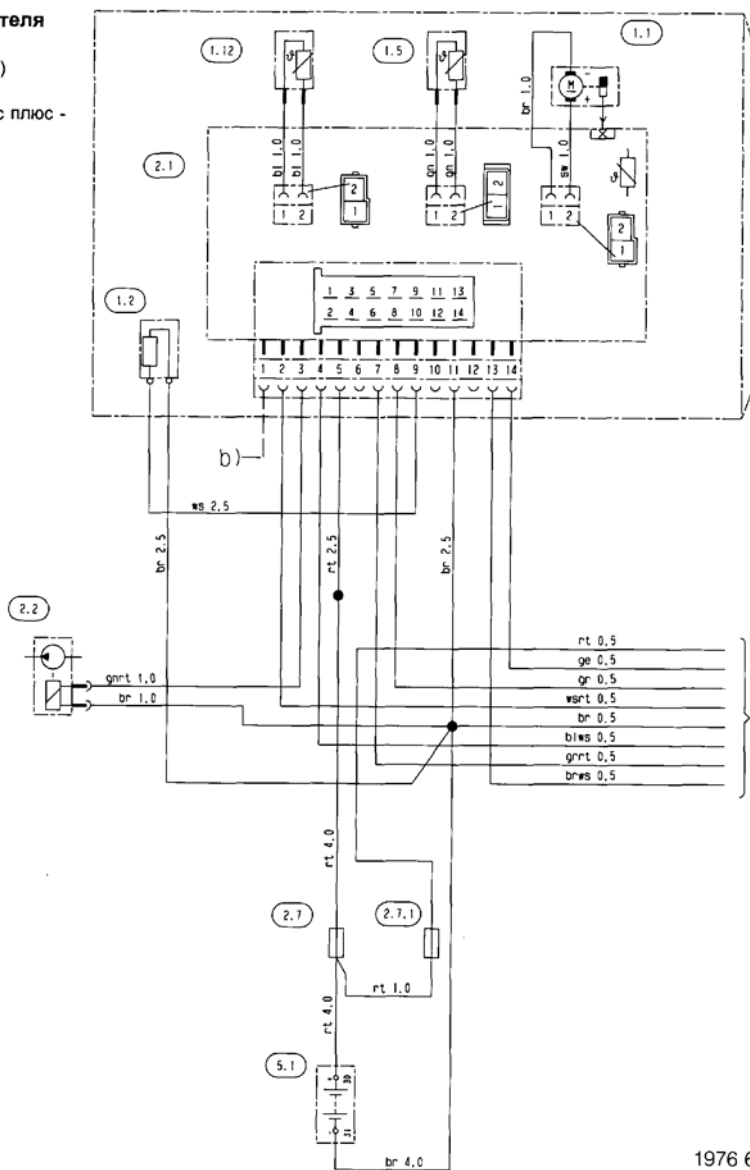 теля
)
с плюс -
1.12
1.5
1.1
br 1.0
M
-
+
bl 1.0
bl 1.0
gn 1.0
gn 1.0
sw 1.0
2.1
1 2
2
1
1 2
2
1
1 2
2
1
1.2
1 3 5 7 9 11 13
2 4 6 8 10 12 14
1 2 3 4 5 6 7 8 9 10 11 12 13 14
b)
ws 2.5
br 2.5
rt 2.5
br 2.5
2.2
gnrt 1.0
br 1.0
rt 0.5
ge 0.5
gr 0.5
wsrt 0.5
br 0.5
blws 0.5
grrt 0.5
brws 0.5
rt 4.0
2.7
2.7.1
rt 1.0
rt 4.0
5.1
+ 30
- 31
br 4.0